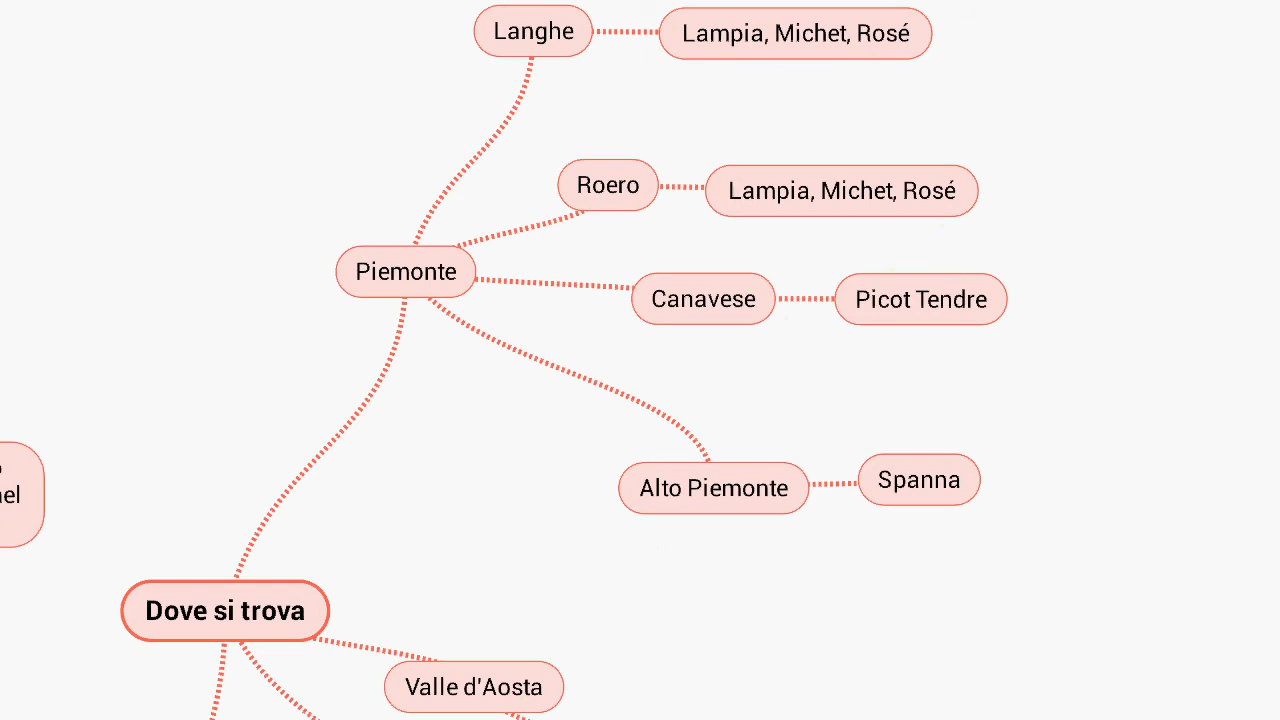 Langhe
Lampia, Michet, Rosé
Roero
Lampia, Michet, Rosé
Piemonte
Canavese
Picot Tendre
Alto Piemonte
Spanna
Dove si trova
Valle d'Aosta